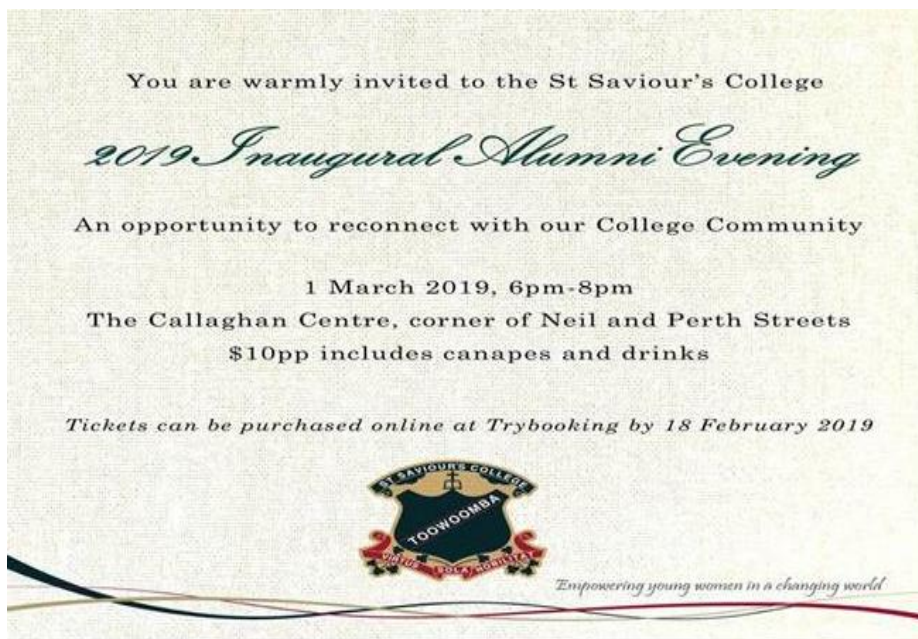 You are warmly invited to the St Saviour's College
2019 Inaugural Alumni Evening
An opportunity to reconnect with our College Community
1 March 2019, 6pm-8pm
The Callaghan Centre, corner of Neil and Perth Streets
$10pp includes canapes and drinks
Tickets can be purchased online at Trybooking by 18 February 2019
ST SAVIOUR'S COLLEGE
TOOWOOMBA
VIRTUS SOLA NOBILITAT
Empowering young women in a changing world